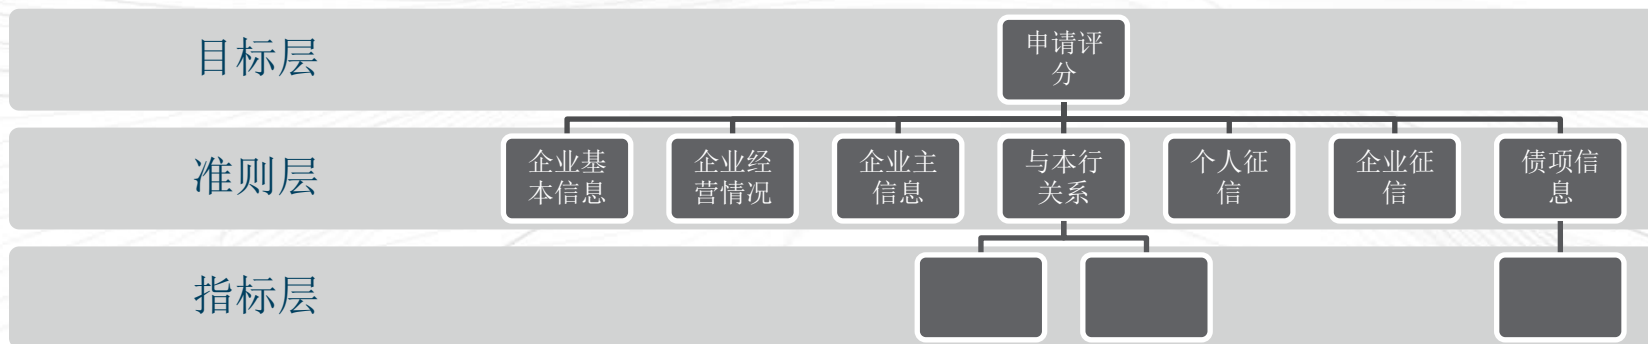 目标层
申请评
分
准则层
企业基
本信息
企业经
营情况
企业主
信息
与本行
关系
个人征
信
企业征
信
债项信
息
指标层